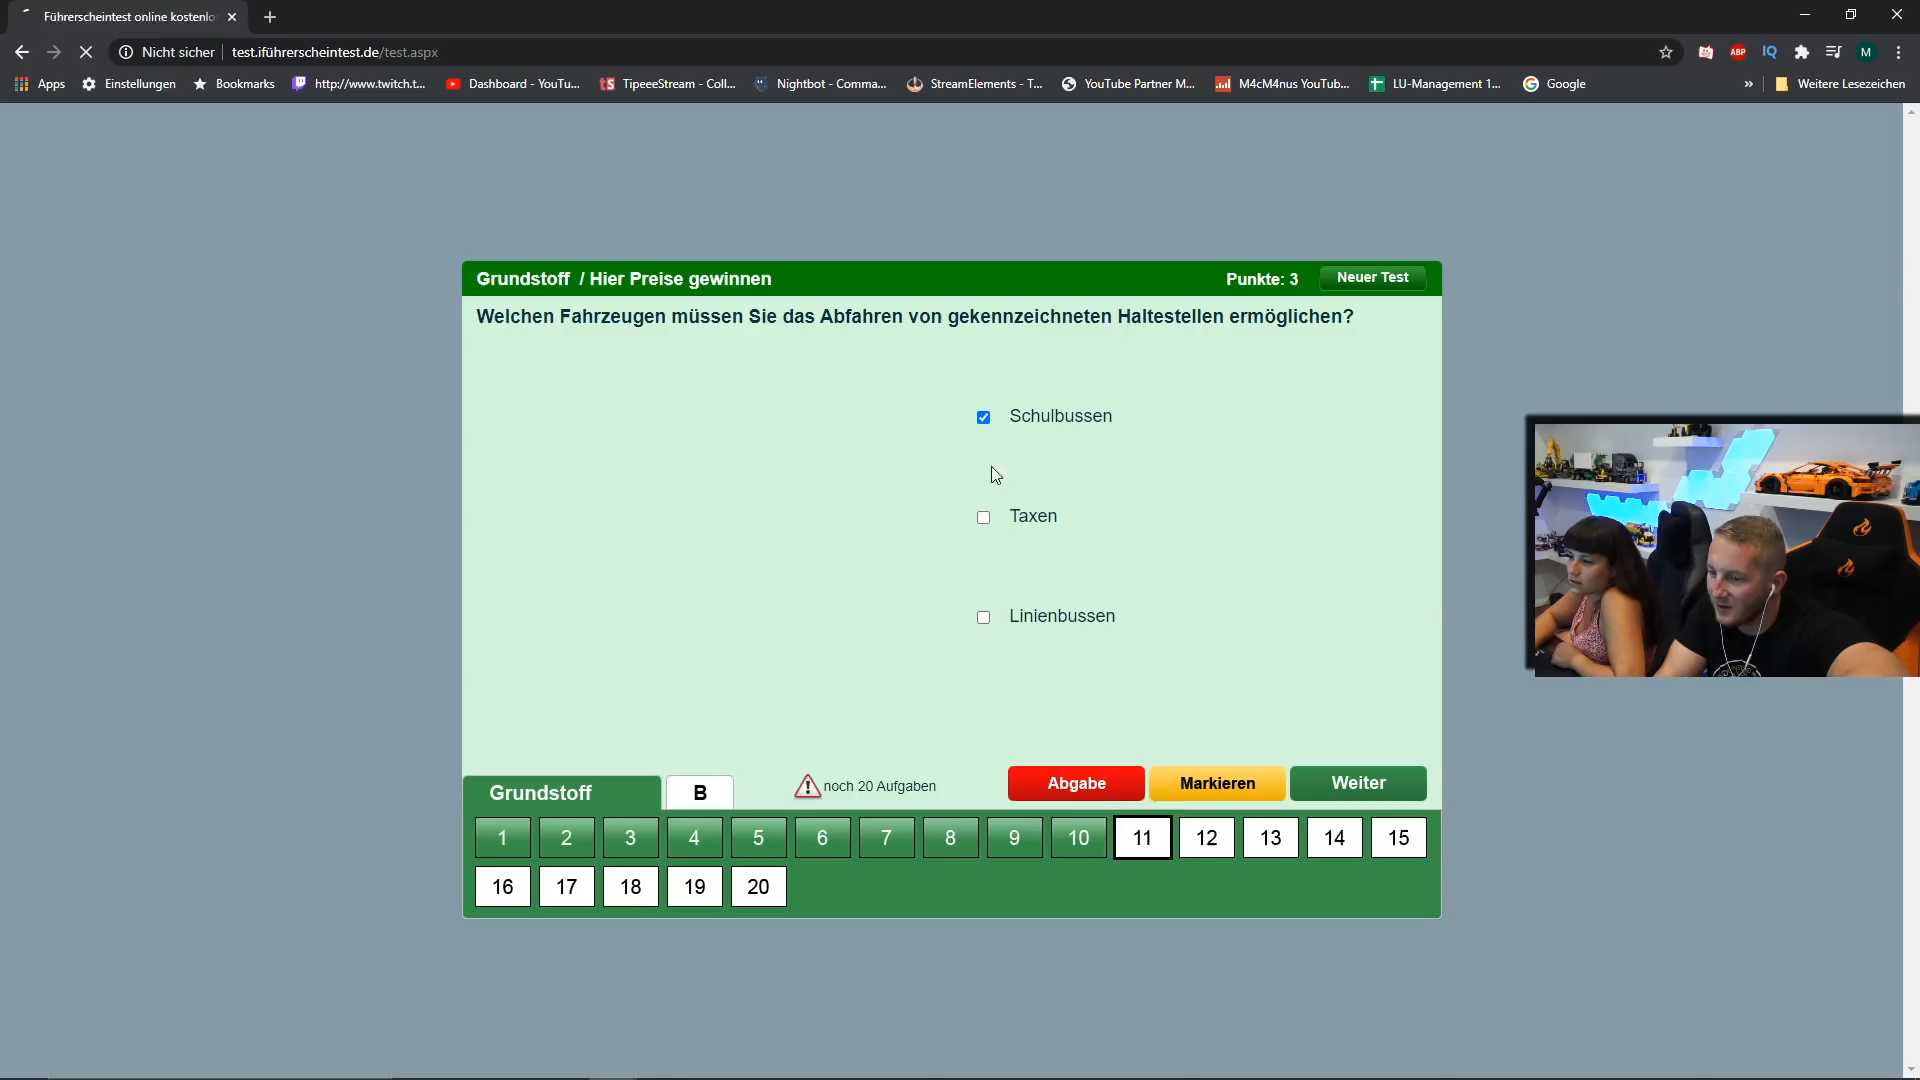 Führerscheintest online kostenlo
Nicht sicher
test.iführerscheintest.de/test.aspx
ABP
IQ
M
Apps
Einstellungen
Bookmarks
http://www.twitch.t...
Dashboard - YouTu...
TipeeeStream - Coll...
Nightbot - Comma...
StreamElements - T...
YouTube Partner M...
M4cM4nus YouTub...
LU-Management 1...
Google
»
Weitere Lesezeichen
Grundstoff / Hier Preise gewinnen
Punkte: 3
Neuer Test
Welchen Fahrzeugen müssen Sie das Abfahren von gekennzeichneten Haltestellen ermöglichen?
Schulbussen
Taxen
Linienbussen
Grundstoff
B
noch 20 Aufgaben
Abgabe
Markieren
Weiter
1 2 3 4 5 6 7 8 9 10 11 12 13 14 15
16 17 18 19 20